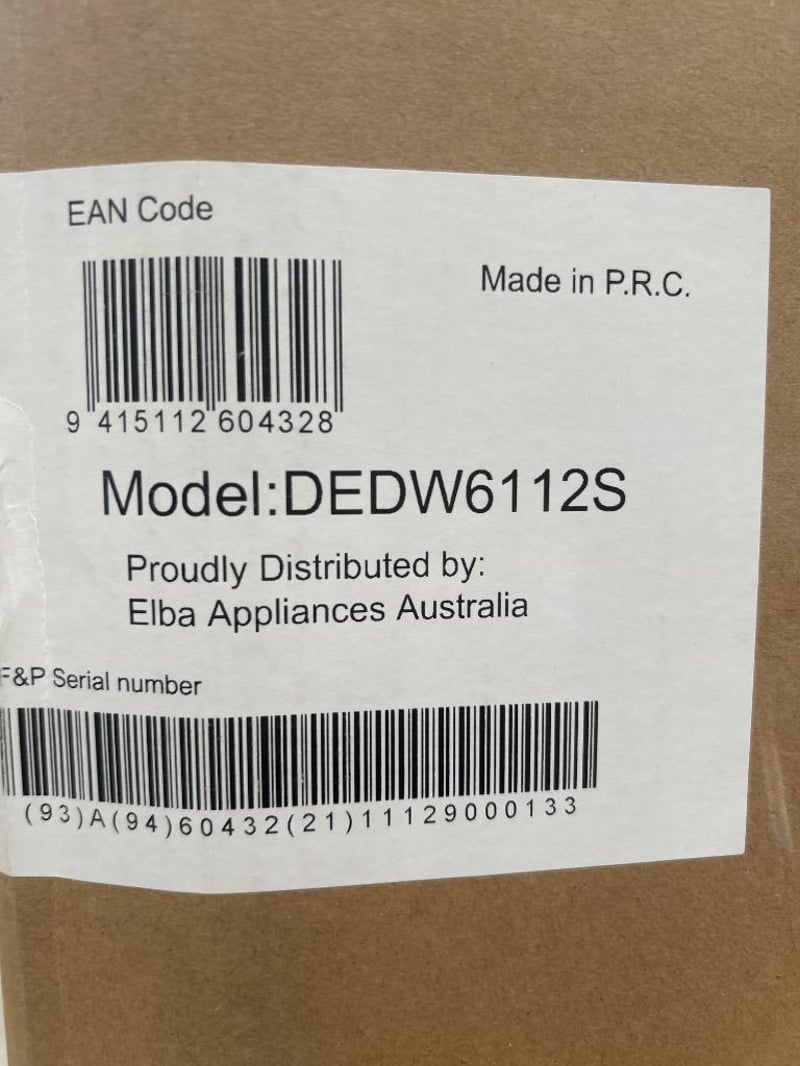 EAN Code
Made in P.R.C.
9 415112 604328
Model:DEDW6112S
Proudly Distributed by:
Elba Appliances Australia
F&P Serial number
(93)A(94)60432(21)11129000133